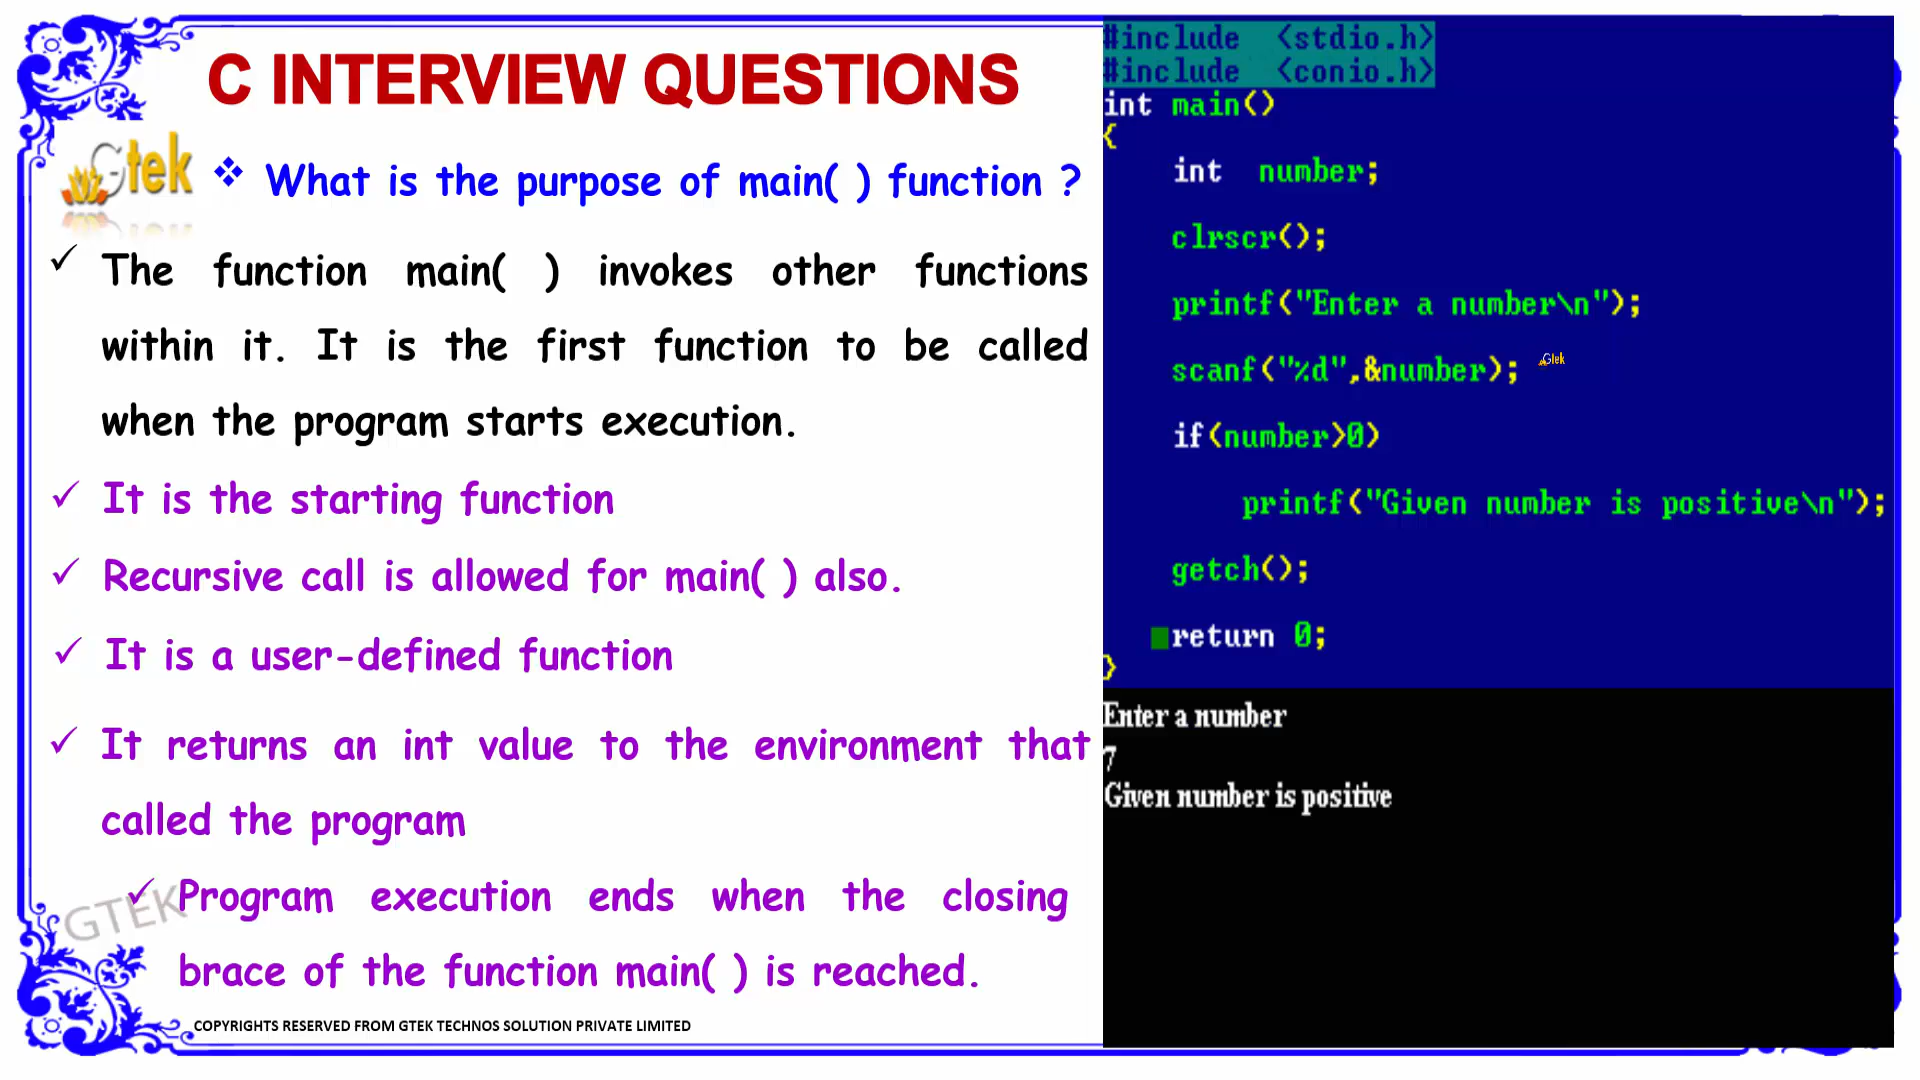 C INTERVIEW QUESTIONS
Gtek
❖ What is the purpose of main( ) function ?
✓ The function main( ) invokes other functions
within it. It is the first function to be called
when the program starts execution.
✓ It is the starting function
✓ Recursive call is allowed for main( ) also.
✓ It is a user-defined function
✓ It returns an int value to the environment that
called the program
✓ Program execution ends when the closing
brace of the function main( ) is reached.
GTEK
COPYRIGHTS RESERVED FROM GTEK TECHNOS SOLUTION PRIVATE LIMITED
#include <stdio.h>
#include <conio.h>
int main()
{
int number;
clrscr();
printf("Enter a number\n");
scanf("%d",&number);
Gtek
if(number>0)
printf("Given number is positive\n");
getch();
return 0;
}
Enter a number
7
Given number is positive